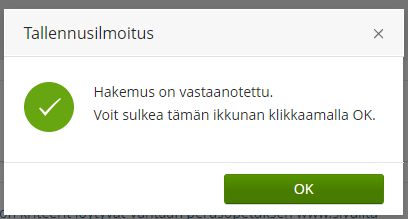 Tallennusilmoitus
Hakemus on vastaanotettu.
Voit sulkea tämän ikkunan klikkaamalla OK.
OK